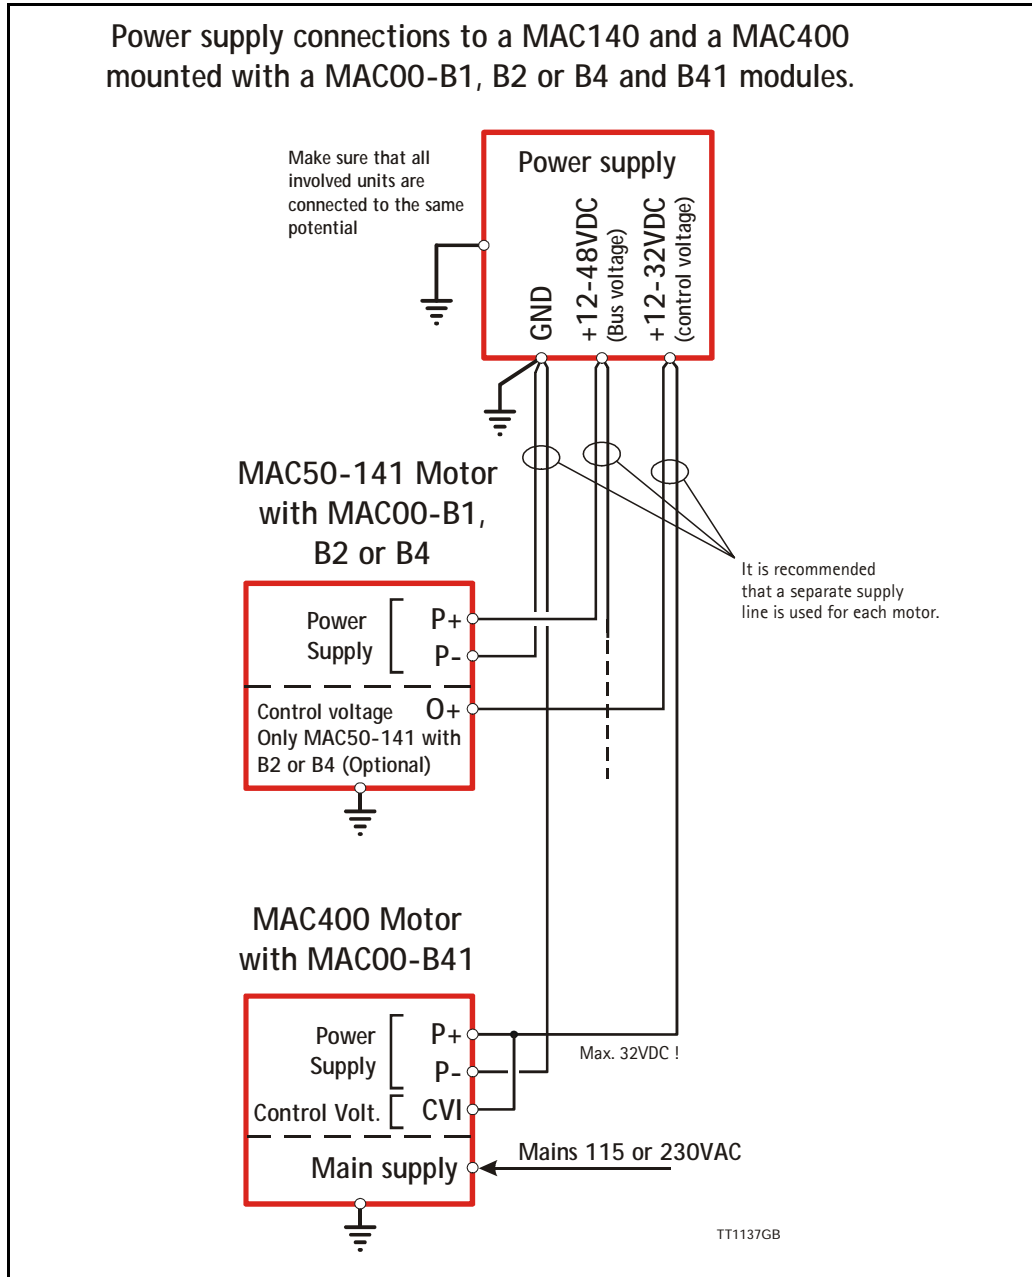 Power supply connections to a MAC140 and a MAC400
mounted with a MAC00-B1, B2 or B4 and B41 modules.
Make sure that all
involved units are
connected to the same
potential
Power supply
GND
+12-48VDC
(Bus voltage)
+12-32VDC
(control voltage)
MAC50-141 Motor
with MAC00-B1,
B2 or B4
It is recommended
that a separate supply
line is used for each motor.
Power
Supply
P+
P-
Control voltage O+
Only MAC50-141 with
B2 or B4 (Optional)
MAC400 Motor
with MAC00-B41
Power
Supply
P+
P-
Max. 32VDC !
Control Volt. CVI
Main supply
Mains 115 or 230VAC
TT1137GB